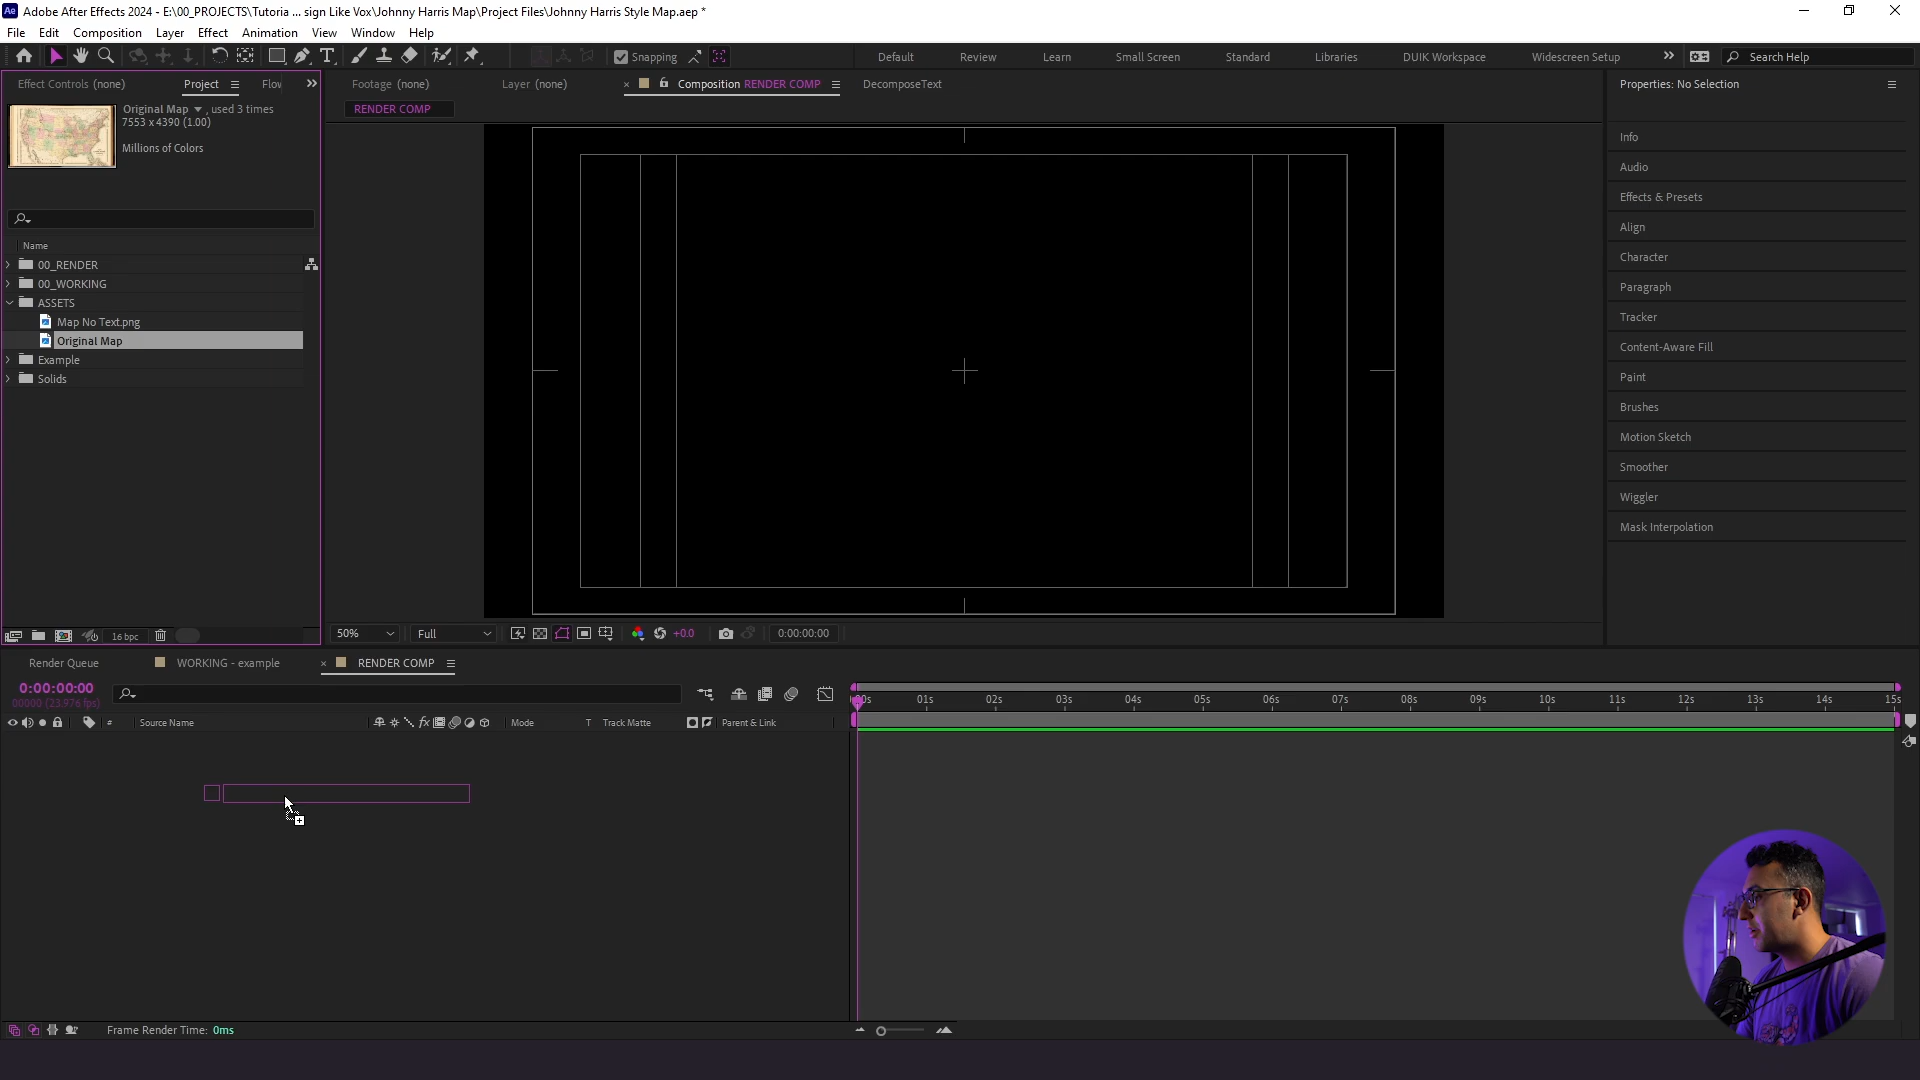 Adobe After Effects 2024 - E:\00_PROJECTS\Tutoria ... sign Like Vox\Johnny Harris Map\Project Files\Johnny Harris Style Map.aep *
File Edit Composition Layer Effect Animation View Window Help
Snapping Default Review Learn Small Screen Standard Libraries DUIK Workspace Widescreen Setup Search Help
Effect Controls (none) Project Flo Footage (none) Layer (none) Composition RENDER COMP DecomposeText Properties: No Selection
Original Map , used 3 times
7553 x 4390 (1.00)
Millions of Colors
RENDER COMP
Name
00_RENDER
00_WORKING
ASSETS
Map No Text.png
Original Map
Example
Solids
Info
Audio
Effects & Presets
Align
Character
Paragraph
Tracker
Content-Aware Fill
Paint
Brushes
Motion Sketch
Smoother
Wiggler
Mask Interpolation
16 bpc 50% Full +0.0 0:00:00:00
Render Queue WORKING - example RENDER COMP
0:00:00:00
00000 (23.976 fps)
00s 01s 02s 03s 04s 05s 06s 07s 08s 09s 10s 11s 12s 13s 14s 15s
# Source Name fx Mode T Track Matte Parent & Link
Frame Render Time: 0ms